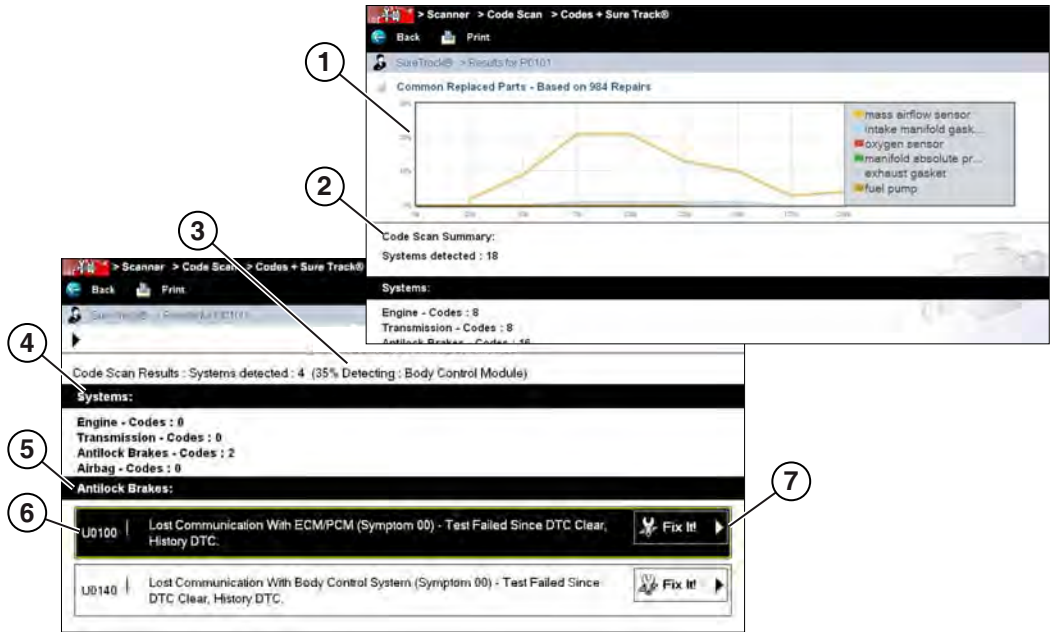 > Scanner > Code Scan > Codes + Sure Track®
Back Print
SureTrack® > Results for P0101
Common Replaced Parts - Based on 984 Repairs
mass airflow sensor
intake manifold gask...
oxygen sensor
manifold absolute pr...
exhaust gasket
fuel pump
Code Scan Summary:
Systems detected : 18
Systems:
Engine - Codes : 8
Transmission - Codes : 8
Antilock Brakes - Codes : 16
1
2
3
> Scanner > Code Scan > Codes + Sure Track®
Back Print
4
Code Scan Results : Systems detected : 4 (35% Detecting : Body Control Module)
Systems:
Engine - Codes : 0
Transmission - Codes : 0
Antilock Brakes - Codes : 2
Airbag - Codes : 0
5
Antilock Brakes:
6
7
U0100 Lost Communication With ECM/PCM (Symptom 00) - Test Failed Since DTC Clear,
History DTC.
Fix It!
U0140 Lost Communication With Body Control System (Symptom 00) - Test Failed Since
DTC Clear, History DTC.
Fix It!